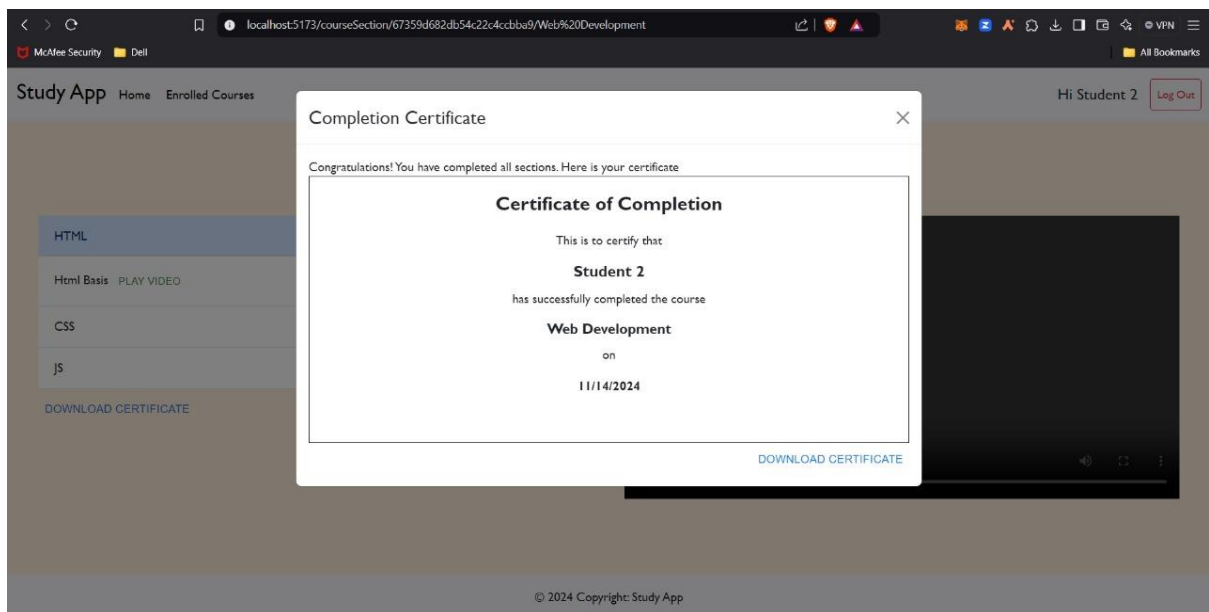 localhost:5173/courseSection/67359d682db54c22c4ccbba9/Web%20Development
VPN
McAfee Security Dell All Bookmarks
Study App Home Enrolled Courses Hi Student 2 Log Out
Completion Certificate
Congratulations! You have completed all sections. Here is your certificate
Certificate of Completion
This is to certify that
Student 2
has successfully completed the course
Web Development
on
11/14/2024
DOWNLOAD CERTIFICATE
HTML
Html Basis PLAY VIDEO
CSS
JS
DOWNLOAD CERTIFICATE
© 2024 Copyright: Study App